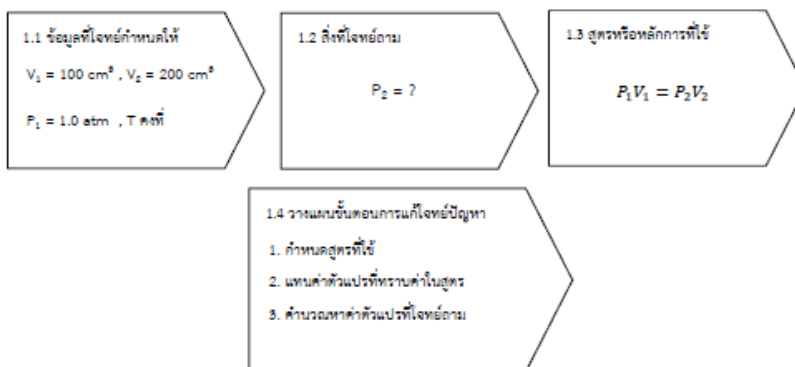 1.1 ข้อมูลที่โจทย์กำหนดให้
V₁ = 100 cm³ , V₂ = 200 cm³
P₁ = 1.0 atm , T คงที่
1.2 สิ่งที่โจทย์ถาม
P₂ = ?
1.3 สูตรหรือหลักการที่ใช้
P₁V₁ = P₂V₂
1.4 วางแผนขั้นตอนการแก้โจทย์ปัญหา
1. กำหนดสูตรที่ใช้
2. แทนค่าตัวแปรที่ทราบค่าในสูตร
3. คำนวณหาค่าตัวแปรที่โจทย์ถาม